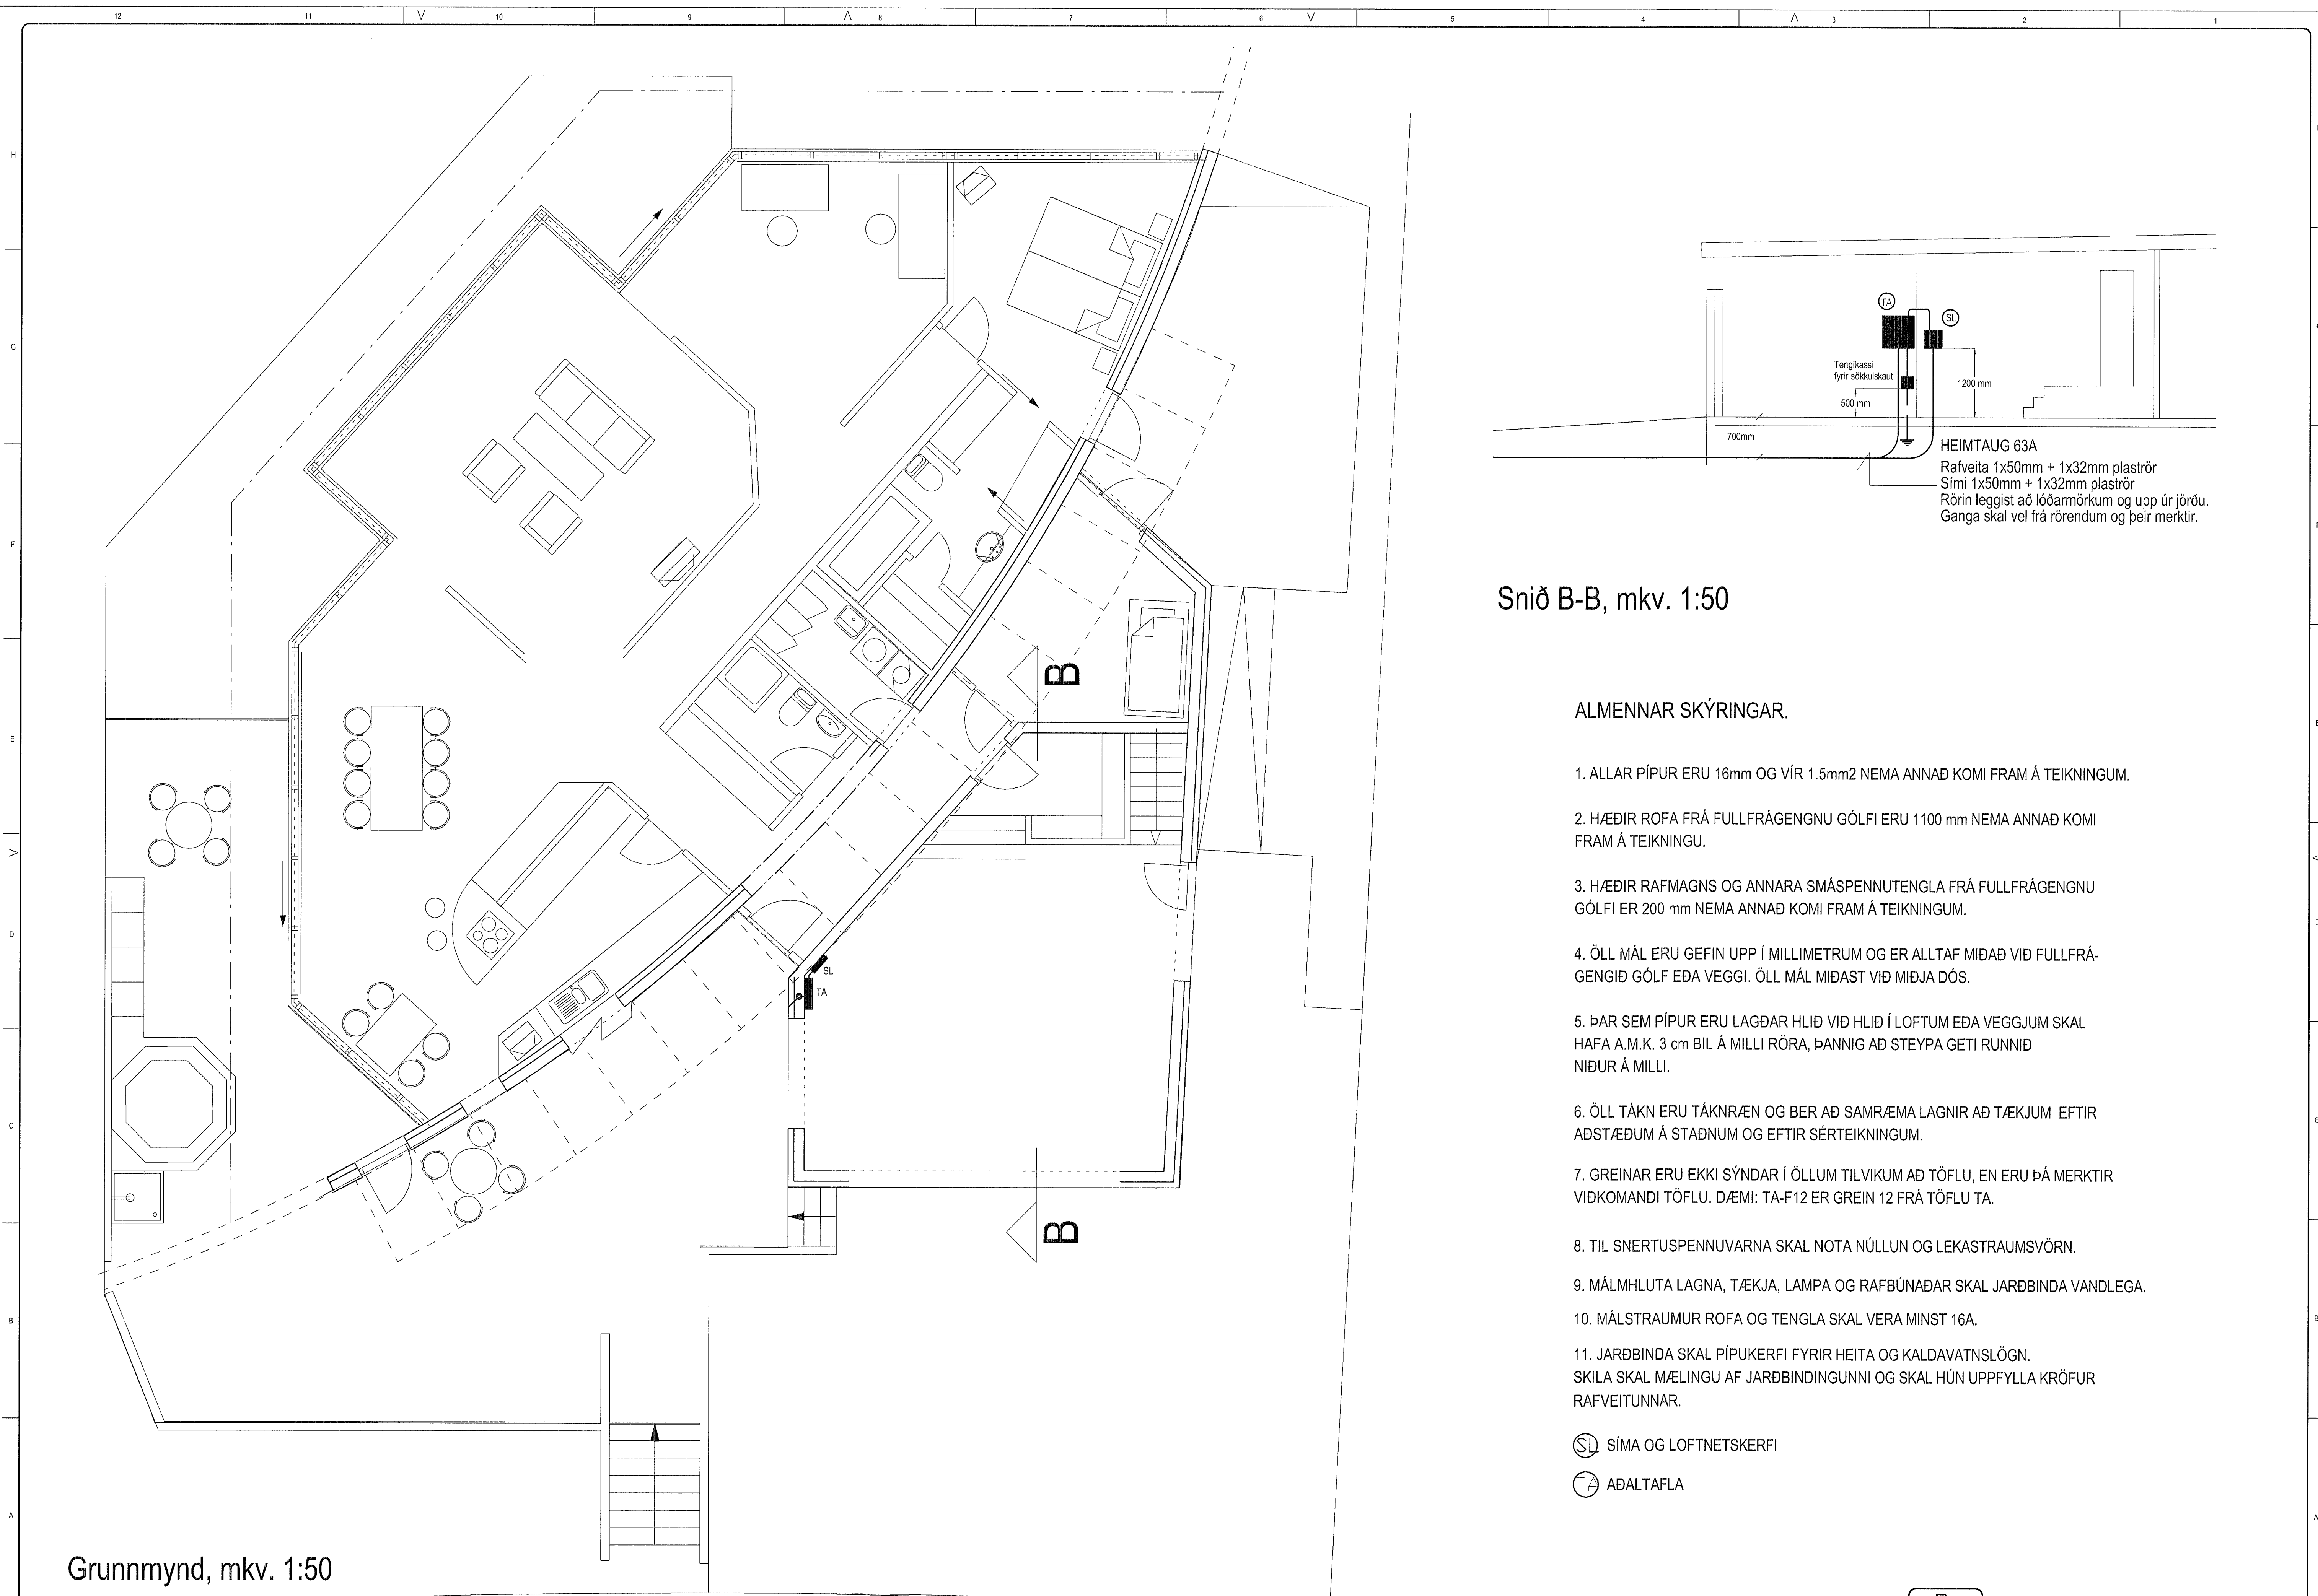 12 11 10 9 8 7 6 5 4 3 2 1
H
G
F
E
D
C
B
A
TA
SL
Tengikassi
fyrir sökkulskaut
500 mm
1200 mm
700mm
HEIMTAUG 63A
Rafveita 1x50mm + 1x32mm plaströr
Sími 1x50mm + 1x32mm plaströr
Rörin leggist að lóðarmörkum og upp úr jörðu.
Ganga skal vel frá rörendum og þeir merktir.
Snið B-B, mkv. 1:50
B
SL
TA
B
ALMENNAR SKÝRINGAR.
1. ALLAR PÍPUR ERU 16mm OG VÍR 1.5mm2 NEMA ANNAÐ KOMI FRAM Á TEIKNINGUM.
2. HÆÐIR ROFA FRÁ FULLFRÁGENGNU GÓLFI ERU 1100 mm NEMA ANNAÐ KOMI
FRAM Á TEIKNINGU.
3. HÆÐIR RAFMAGNS OG ANNARA SMÁSPENNUTENGLA FRÁ FULLFRÁGENGNU
GÓLFI ER 200 mm NEMA ANNAÐ KOMI FRAM Á TEIKNINGUM.
4. ÖLL MÁL ERU GEFIN UPP Í MILLIMETRUM OG ER ALLTAF MIÐAÐ VIÐ FULLFRÁ-
GENGIÐ GÓLF EÐA VEGGI. ÖLL MÁL MIÐAST VIÐ MIÐJA DÓS.
5. ÞAR SEM PÍPUR ERU LAGÐAR HLIÐ VIÐ HLIÐ Í LOFTUM EÐA VEGGJUM SKAL
HAFA A.M.K. 3 cm BIL Á MILLI RÖRA, ÞANNIG AÐ STEYPA GETI RUNNIÐ
NIÐUR Á MILLI.
6. ÖLL TÁKN ERU TÁKNRÆN OG BER AÐ SAMRÆMA LAGNIR AÐ TÆKJUM EFTIR
AÐSTÆÐUM Á STAÐNUM OG EFTIR SÉRTEIKNINGUM.
7. GREINAR ERU EKKI SÝNDAR Í ÖLLUM TILVIKUM AÐ TÖFLU, EN ERU ÞÁ MERKTIR
VIÐKOMANDI TÖFLU. DÆMI: TA-F12 ER GREIN 12 FRÁ TÖFLU TA.
8. TIL SNERTUSPENNUVARNA SKAL NOTA NÚLLUN OG LEKASTRAUMSVÖRN.
9. MÁLMHLUTA LAGNA, TÆKJA, LAMPA OG RAFBÚNAÐAR SKAL JARÐBINDA VANDLEGA.
10. MÁLSTRAUMUR ROFA OG TENGLA SKAL VERA MINST 16A.
11. JARÐBINDA SKAL PÍPUKERFI FYRIR HEITA OG KALDAVATNSLÖGN.
SKILA SKAL MÆLINGU AF JARÐBINDINGUNNI OG SKAL HÚN UPPFYLLA KRÖFUR
RAFVEITUNNAR.
SL SÍMA OG LOFTNETSKERFI
TA AÐALTAFLA
Grunnmynd, mkv. 1:50